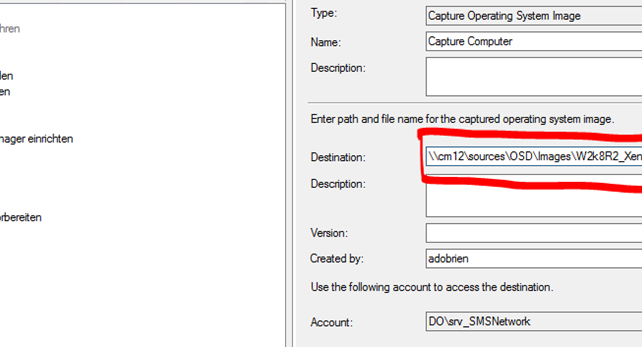 hren
Type:
Capture Operating System Image
Name:
Capture Computer
Description:
len
en
Enter path and file name for the captured operating system image.
nager einrichten
Destination:
\\cm12\sources\OSD\Images\W2k8R2_Xen
Description:
rbereiten
Version:
Created by:
adobrien
Use the following account to access the destination.
Account:
DO\srv_SMSNetwork